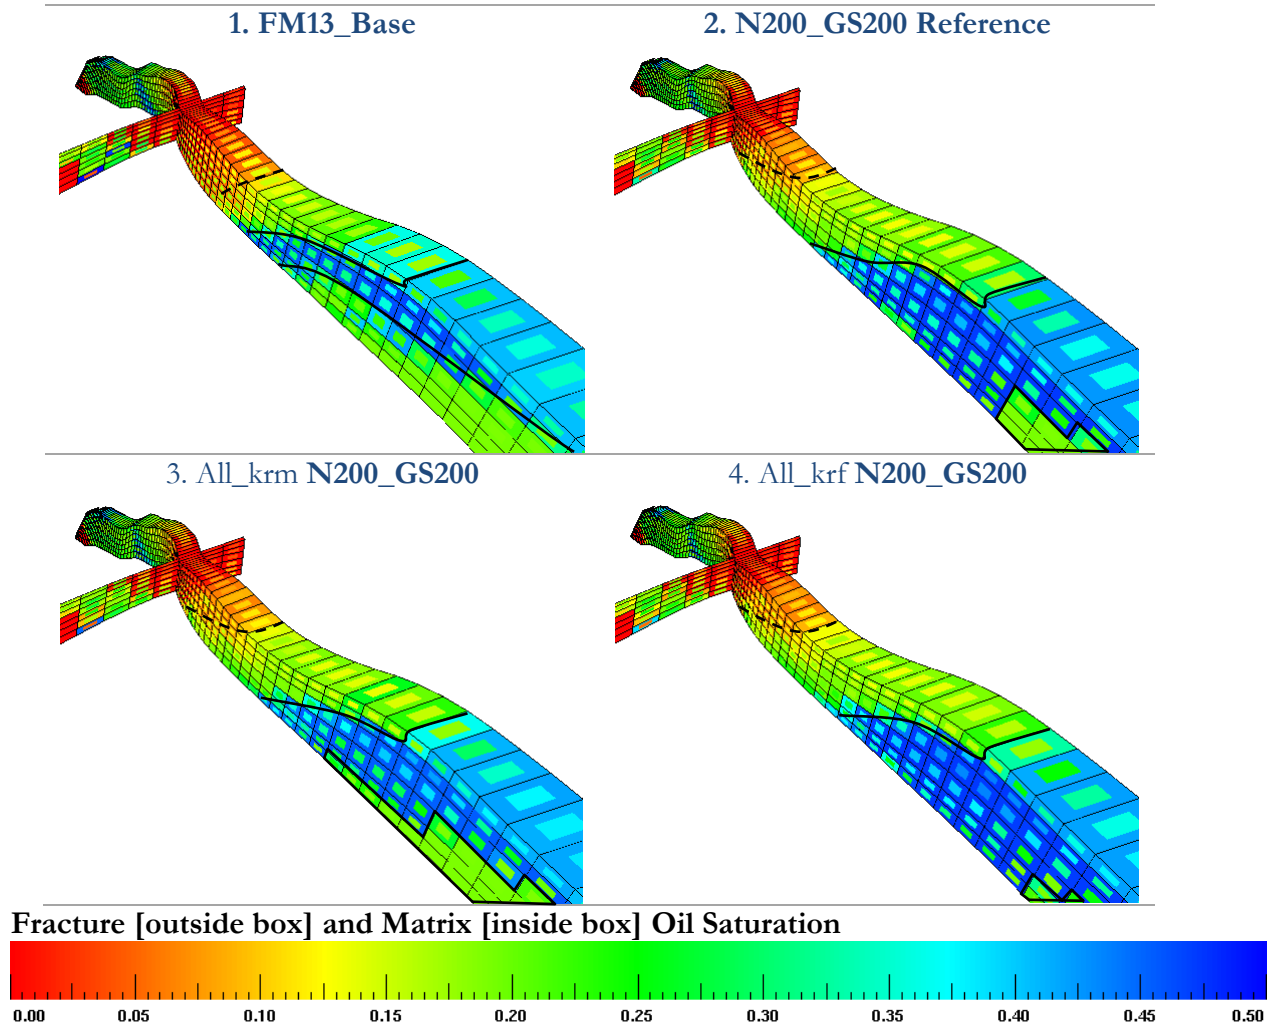 1. FM13_Base
2. N200_GS200 Reference
3. All_krm N200_GS200
4. All_krf N200_GS200
Fracture [outside box] and Matrix [inside box] Oil Saturation
0.00 0.05 0.10 0.15 0.20 0.25 0.30 0.35 0.40 0.45 0.50